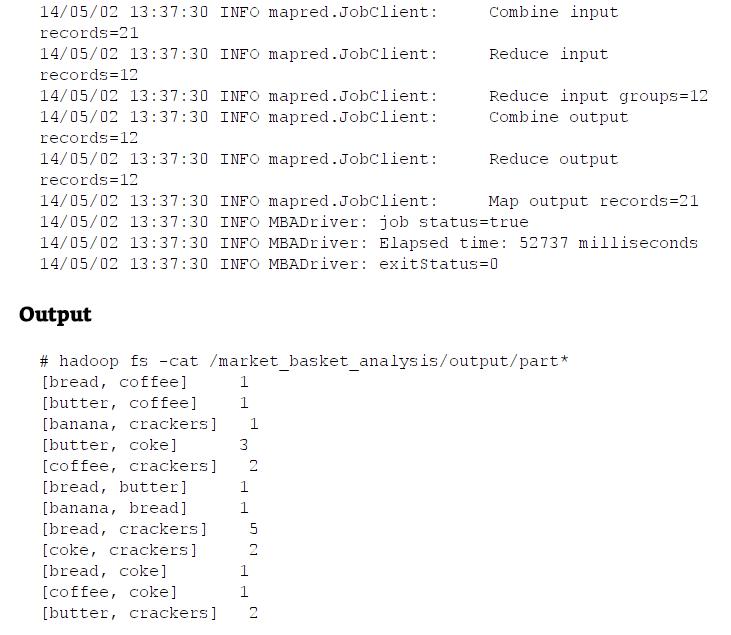 14/05/02 13:37:30 INFO mapred.JobClient:     Combine input
records=21
14/05/02 13:37:30 INFO mapred.JobClient:     Reduce input
records=12
14/05/02 13:37:30 INFO mapred.JobClient:     Reduce input groups=12
14/05/02 13:37:30 INFO mapred.JobClient:     Combine output
records=12
14/05/02 13:37:30 INFO mapred.JobClient:     Reduce output
records=12
14/05/02 13:37:30 INFO mapred.JobClient:     Map output records=21
14/05/02 13:37:30 INFO MBADriver: job status=true
14/05/02 13:37:30 INFO MBADriver: Elapsed time: 52737 milliseconds
14/05/02 13:37:30 INFO MBADriver: exitStatus=0
Output
# hadoop fs -cat /market_basket_analysis/output/part*
[bread, coffee]     1
[butter, coffee]    1
[banana, crackers]   1
[butter, coke]      3
[coffee, crackers]   2
[bread, butter]     1
[banana, bread]     1
[bread, crackers]    5
[coke, crackers]     2
[bread, coke]       1
[coffee, coke]      1
[butter, crackers]   2